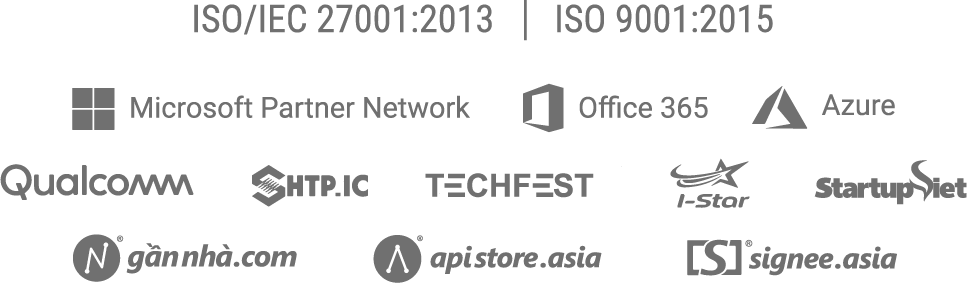 ISO/IEC 27001:2013 | ISO 9001:2015
Microsoft Partner Network Office 365 Azure
Qualcomm SHTP.IC TECHFEST I-Star StartupViet
N® gầnnhà.com Λ® apistore.asia [S]® signee.asia